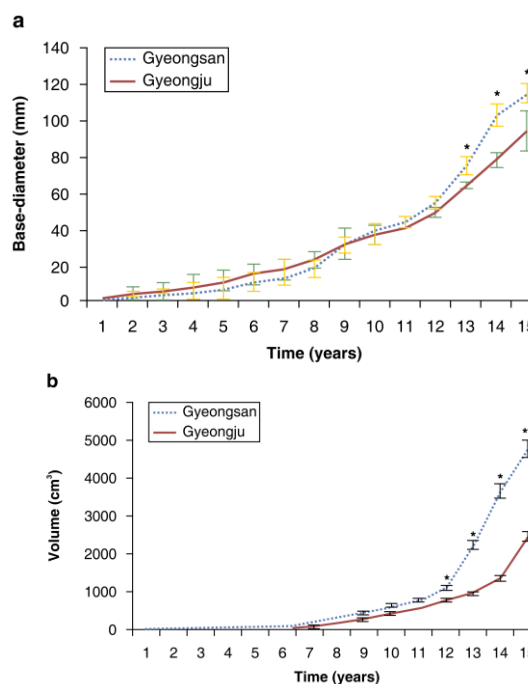 a
Gyeongsan
Gyeongju
Base-diameter (mm)
140
120
100
80
60
40
20
0
* * *
1 2 3 4 5 6 7 8 9 10 11 12 13 14 15
Time (years)
b
Gyeongsan
Gyeongju
Volume (cm³)
6000
5000
4000
3000
2000
1000
0
* * * *
1 2 3 4 5 6 7 8 9 10 11 12 13 14 15
Time (years)